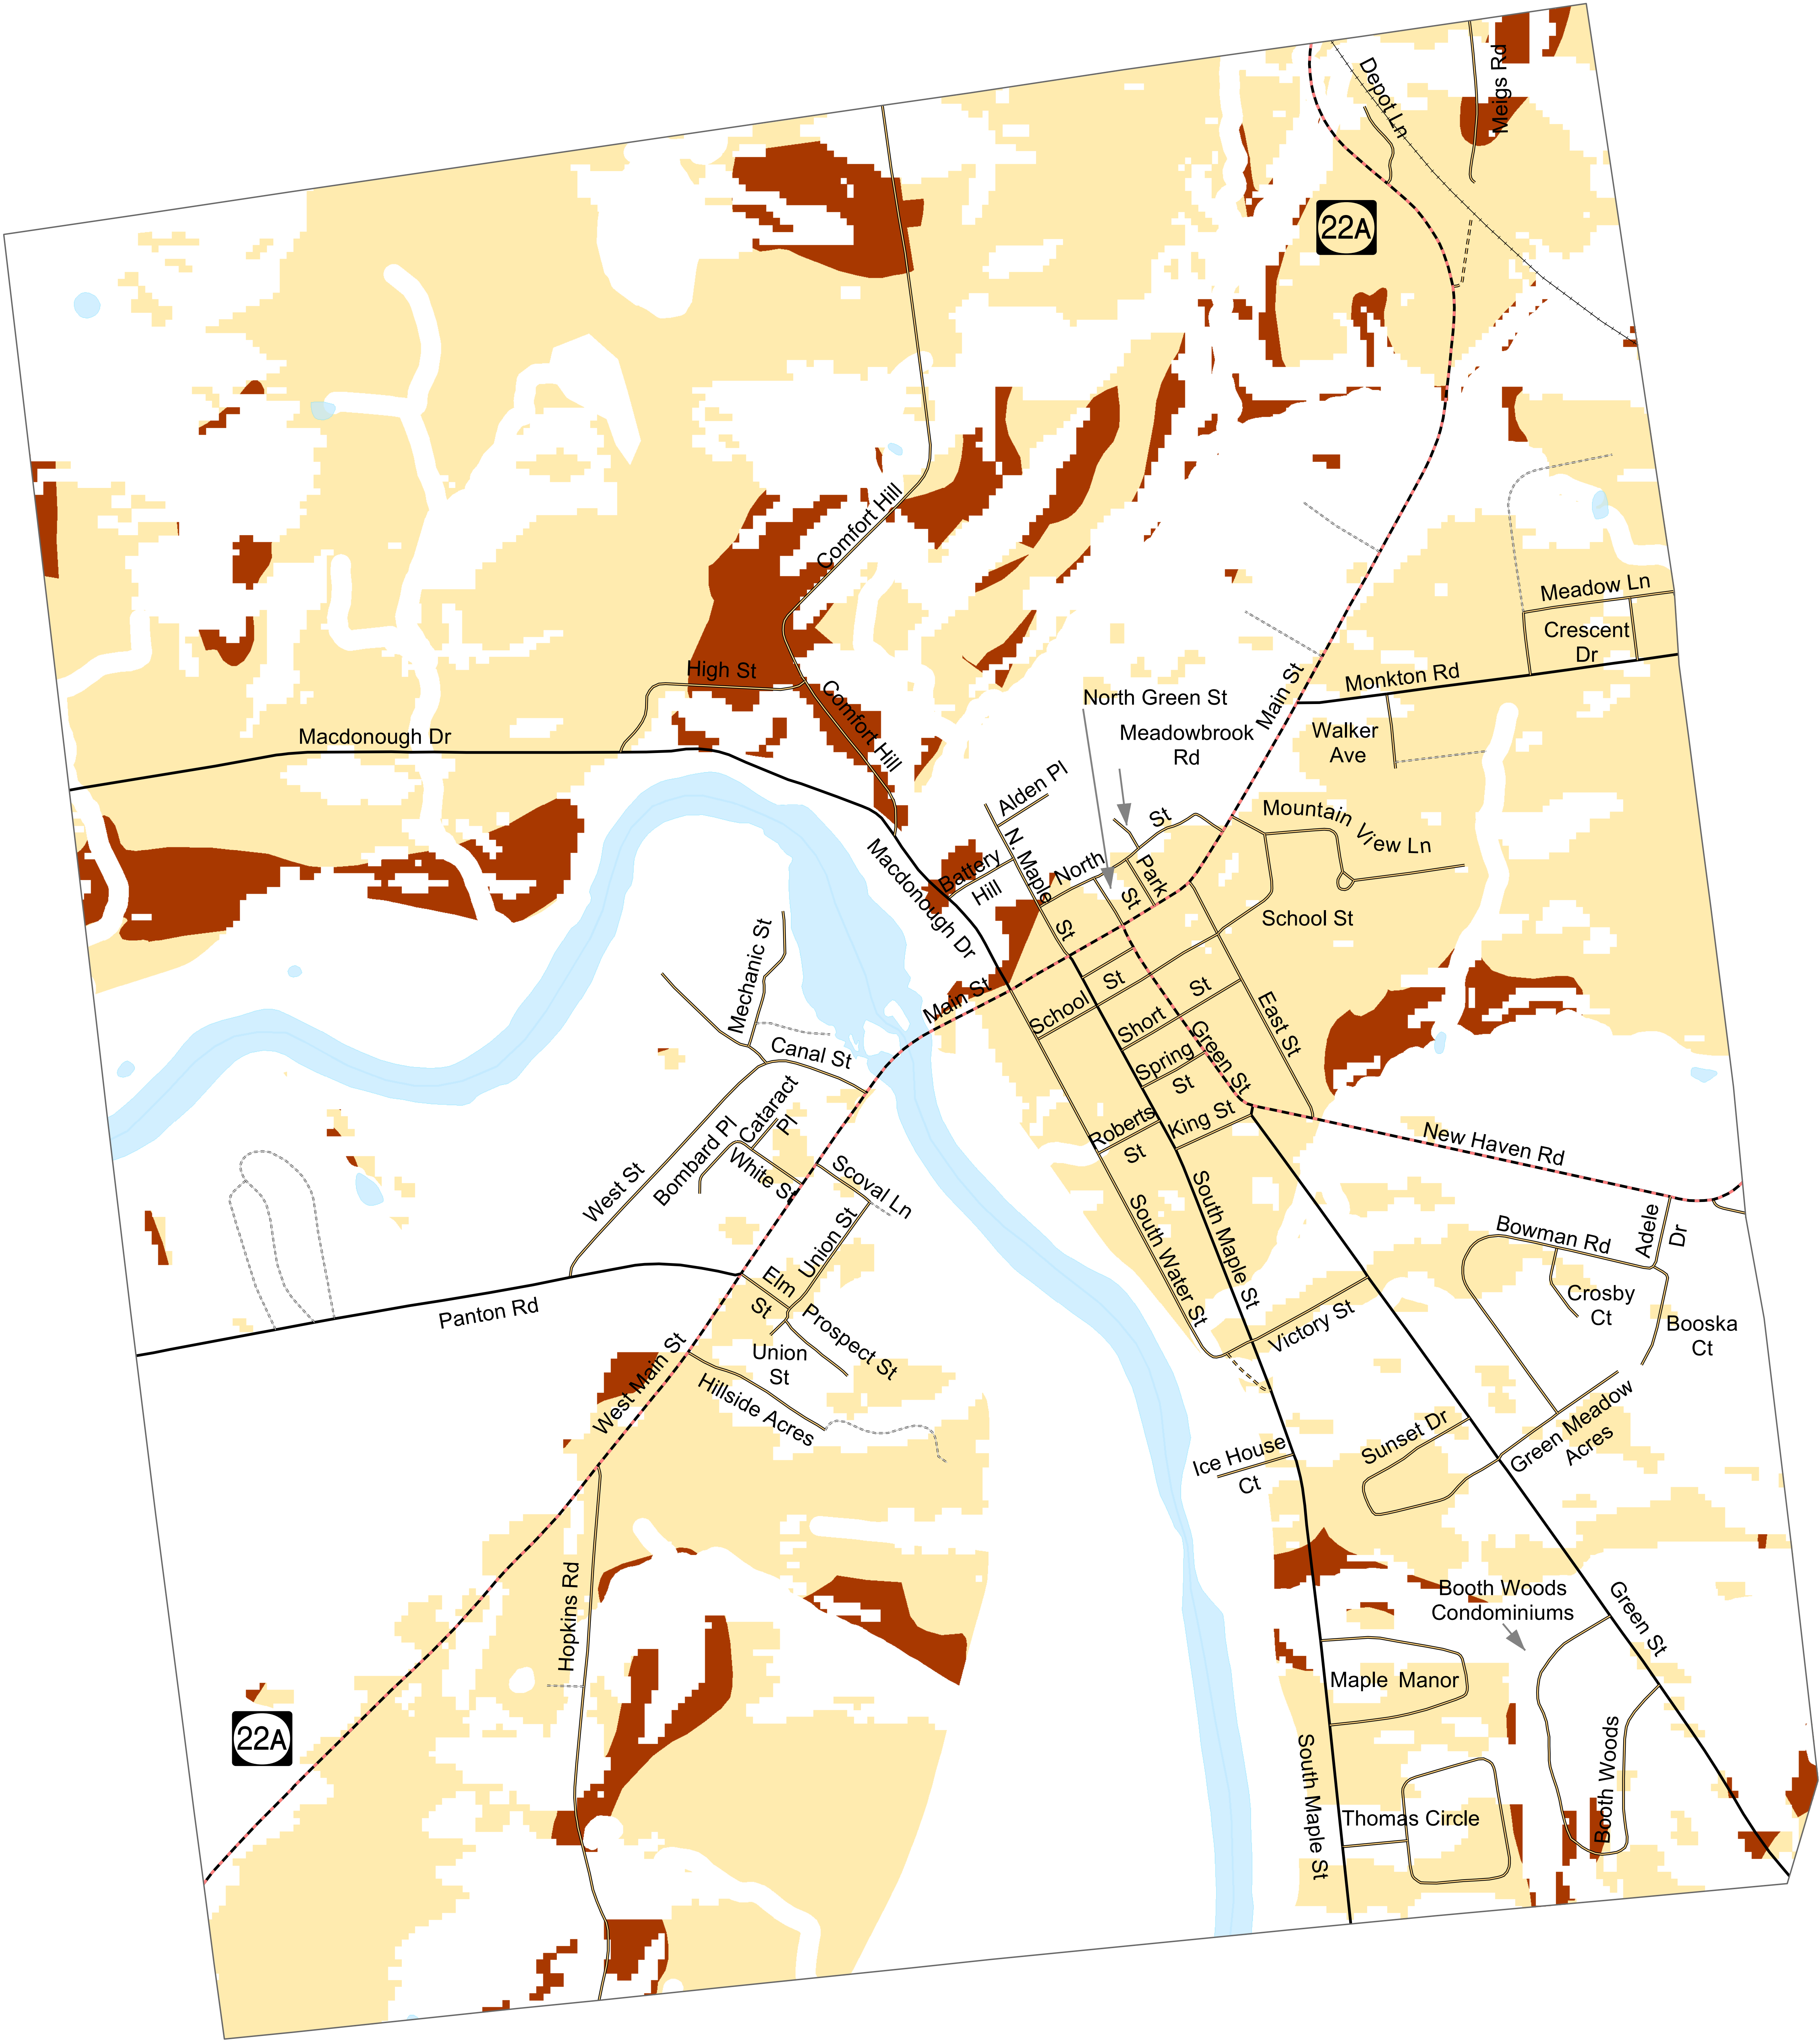 Depot Ln
Meigs Rd
22A
Comfort Hill
Meadow Ln
Crescent
Dr
High St
Monkton Rd
Main St
North Green St
Comfort Hill
Macdonough Dr
Meadowbrook
Rd
Walker
Ave
Alden Pl
Mountain View Ln
North St
N. Maple St
Park St
Battery
Hill
Macdonough Dr
School St
Mechanic St
Main St
School St
Short St
East St
Green St
Canal St
Spring
St
Cataract
Pl
King St
Roberts
St
Bombard Pl
New Haven Rd
White St
Scoval Ln
West St
South Maple St
South Water St
Union St
Adele
Dr
Bowman Rd
Elm
St
Crosby
Ct
Panton Rd
Prospect St
Victory St
Booska
Ct
Union
St
West Main St
Hillside Acres
Green Meadow
Acres
Sunset Dr
Ice House
Ct
Hopkins Rd
Booth Woods
Condominiums
Green St
Maple Manor
22A
Booth Woods
South Maple St
Thomas Circle